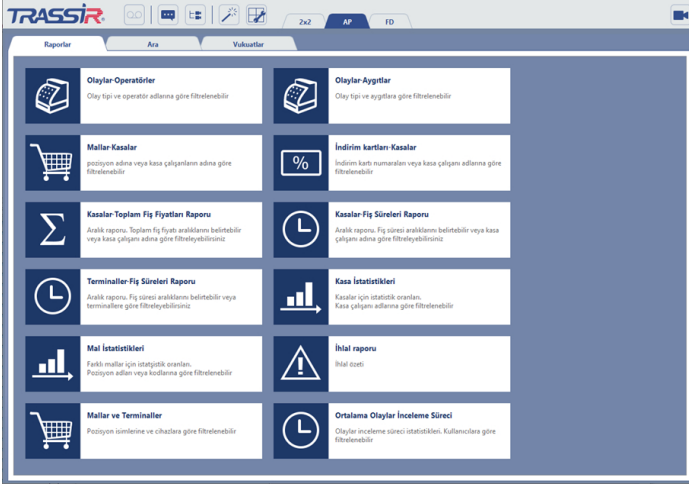 TRASSIR
2x2 AP FD
Raporlar Ara Vukuatlar
Olaylar-Operatörler
Olay tipi ve operatör adlarına göre filtrelenebilir
Olaylar-Aygıtlar
Olay tipi ve aygıtlara göre filtrelenebilir
Mallar-Kasalar
pozisyon adına veya kasa çalışanların adına göre
filtrelenebilir
%
İndirim kartları-Kasalar
İndirim kartı numaraları veya kasa çalışanı adlarına göre
filtrelenebilir
Σ
Kasalar-Toplam Fiş Fiyatları Raporu
Aralık raporu. Toplam fiş fiyatı aralıklarını belirtebilir
veya kasa çalışanı adına göre filtreleyebilirsiniz
Kasalar-Fiş Süreleri Raporu
Aralık raporu. Fiş süresi aralıklarını belirtebilir veya kasa
çalışanı adına göre filtreleyebilirsiniz
Terminaller-Fiş Süreleri Raporu
Aralık raporu. Fiş süresi aralıklarını belirtebilir veya
terminallere göre filtreleyebilirsiniz
Kasa İstatistikleri
Kasalar için istatistik oranları.
Kasa çalışanı adlarına göre filtrelenebilir
Mal İstatistikleri
Farklı mallar için istatgistik oranları.
Pozisyon adları veya kodlarına göre filtrelenebilir
İhlal raporu
İhlal özeti
Mallar ve Terminaller
Pozisyon isimlerine ve cihazlara göre filtrelenebilir
Ortalama Olaylar İnceleme Süreci
Olaylar inceleme süreci istatistikleri. Kullanıcılara göre
filtrelenebilir